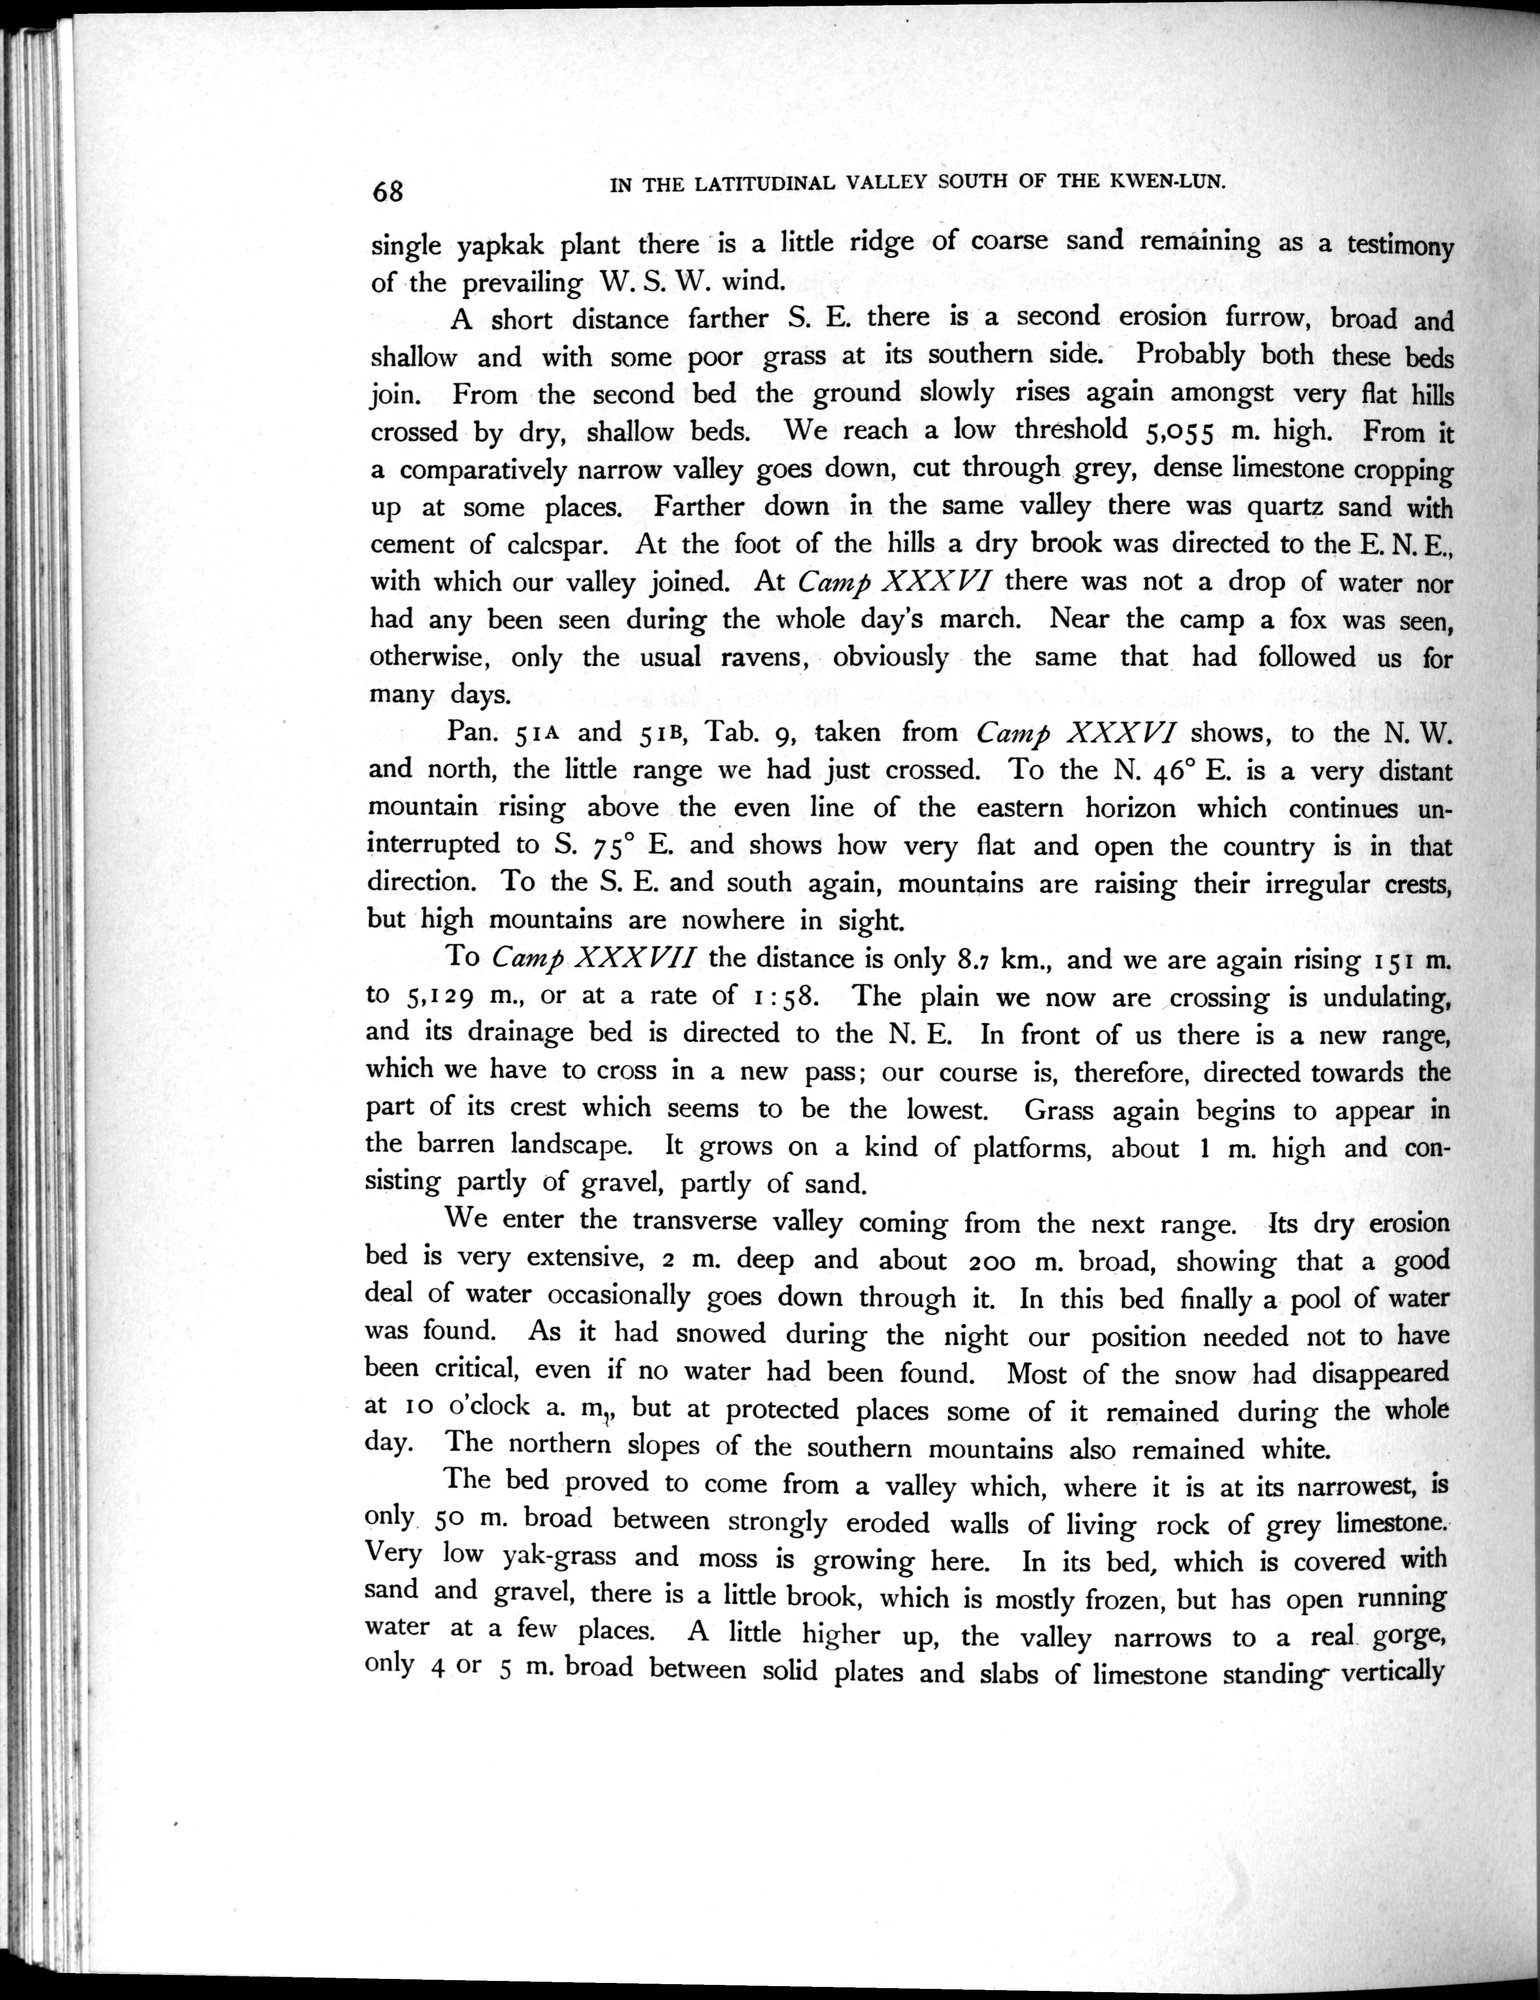 68
IN THE LATITUDINAL VALLEY SOUTH OF THE KWEN-LUN.
single yapkak plant there is a little ridge of coarse sand remaining as a testimony
of the prevailing W. S. W. wind.
A short distance farther S. E. there is a second erosion furrow, broad and
shallow and with some poor grass at its southern side. Probably both these beds
join. From the second bed the ground slowly rises again amongst very flat hills
crossed by dry, shallow beds. We reach a low threshold 5,055 m. high. From it
a comparatively narrow valley goes down, cut through grey, dense limestone cropping
up at some places. Farther down in the same valley there was quartz sand with
cement of calcspar. At the foot of the hills a dry brook was directed to the E. N. E.,
with which our valley joined. At Camp XXXVI there was not a drop of water nor
had any been seen during the whole day's march. Near the camp a fox was seen,
otherwise, only the usual ravens, obviously the same that had followed us for
many days.
Pan. 51A and 51B, Tab. 9, taken from Camp XXXVI shows, to the N. W.
and north, the little range we had just crossed. To the N. 46° E. is a very distant
mountain rising above the even line of the eastern horizon which continues un-
interrupted to S. 75° E. and shows how very flat and open the country is in that
direction. To the S. E. and south again, mountains are raising their irregular crests,
but high mountains are nowhere in sight.
To Camp XXXVII the distance is only 8.7 km., and we are again rising 151 m.
to 5,129 m., or at a rate of 1:58. The plain we now are crossing is undulating,
and its drainage bed is directed to the N. E. In front of us there is a new range,
which we have to cross in a new pass; our course is, therefore, directed towards the
part of its crest which seems to be the lowest. Grass again begins to appear in
the barren landscape. It grows on a kind of platforms, about 1 m. high and con-
sisting partly of gravel, partly of sand.
We enter the transverse valley coming from the next range. Its dry erosion
bed is very extensive, 2 m. deep and about 200 m. broad, showing that a good
deal of water occasionally goes down through it. In this bed finally a pool of water
was found. As it had snowed during the night our position needed not to have
been critical, even if no water had been found. Most of the snow had disappeared
at 10 o'clock a. m., but at protected places some of it remained during the whole
day. The northern slopes of the southern mountains also remained white.
The bed proved to come from a valley which, where it is at its narrowest, is
only 50 m. broad between strongly eroded walls of living rock of grey limestone.
Very low yak-grass and moss is growing here. In its bed, which is covered with
sand and gravel, there is a little brook, which is mostly frozen, but has open running
water at a few places. A little higher up, the valley narrows to a real gorge,
only 4 or 5 m. broad between solid plates and slabs of limestone standing vertically